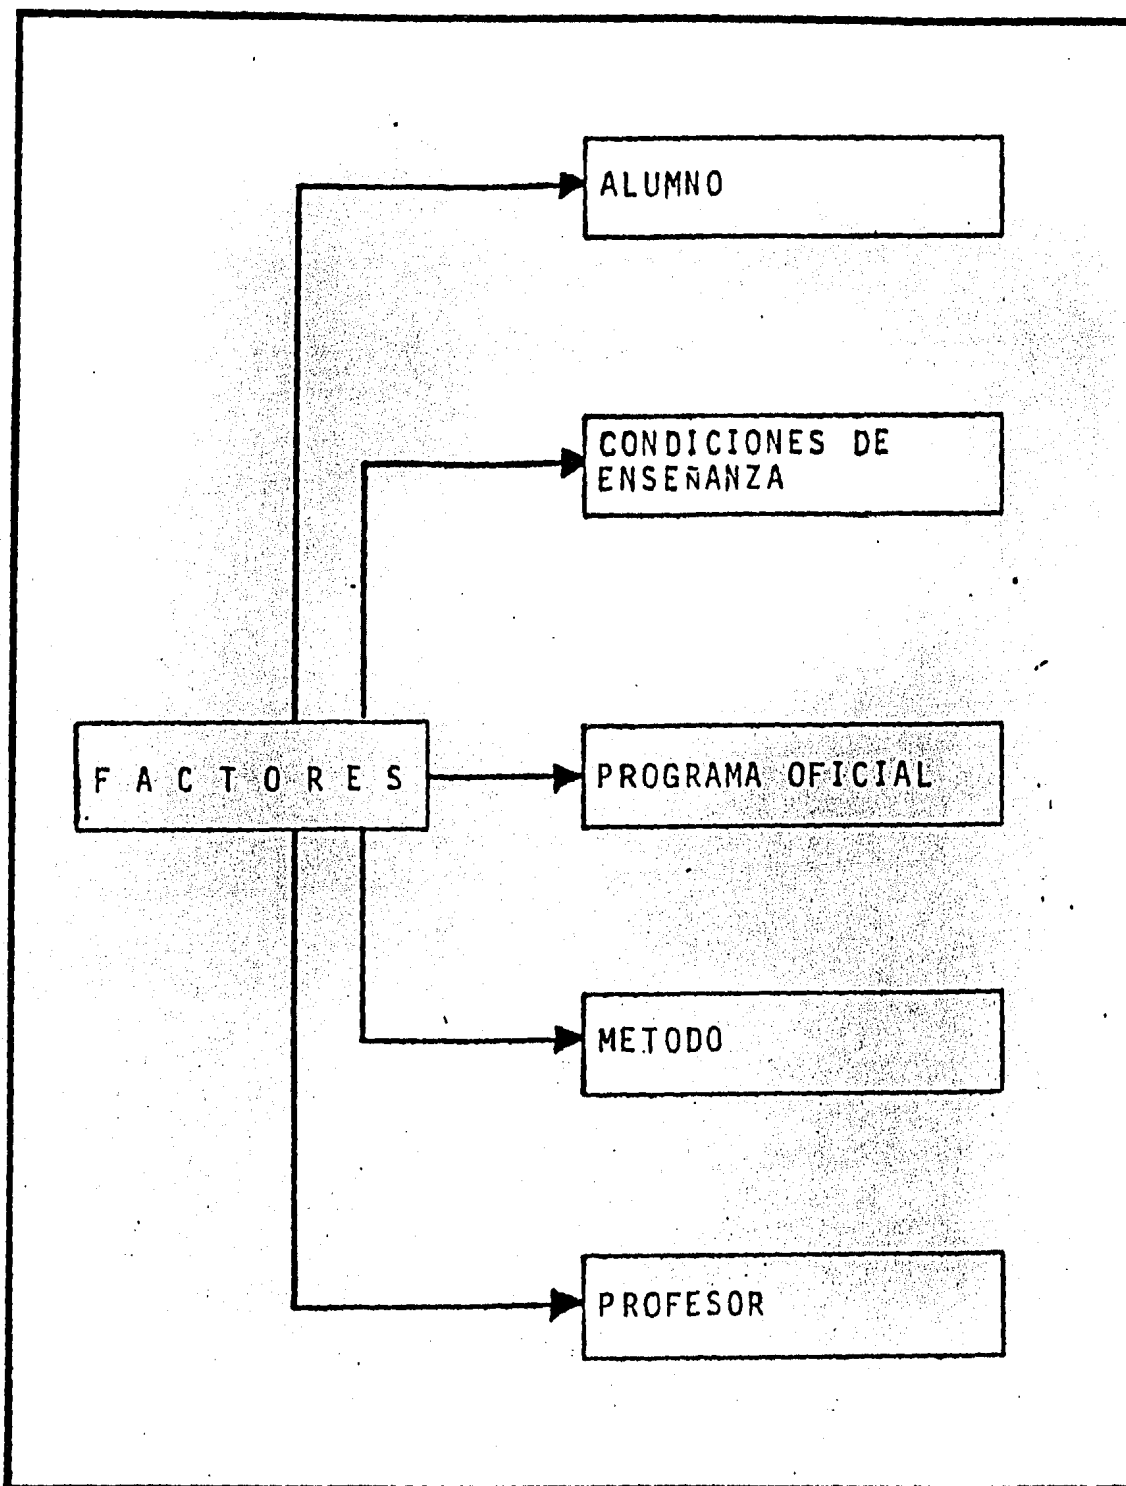 ALUMNO
CONDICIONES DE
ENSEÑANZA
F A C T O R E S
PROGRAMA OFICIAL
METODO
PROFESOR